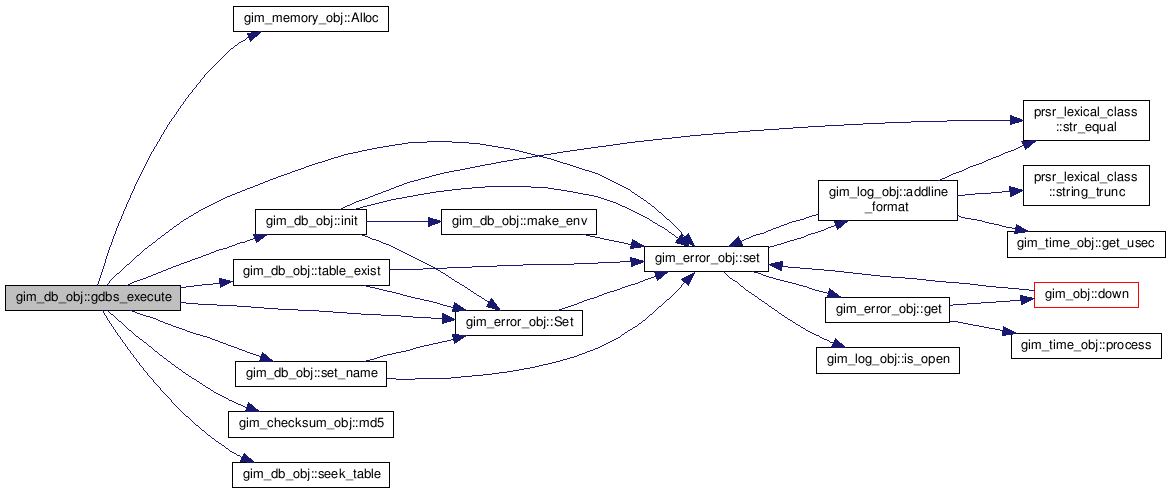 gim_memory_obj::Alloc
prsr_lexical_class
::str_equal
prsr_lexical_class
::string_trunc
gim_log_obj::addline
_format
gim_db_obj::init
gim_db_obj::make_env
gim_time_obj::get_usec
gim_error_obj::set
gim_db_obj::table_exist
gim_db_obj::gdbs_execute
gim_obj::down
gim_error_obj::get
gim_error_obj::Set
gim_time_obj::process
gim_log_obj::is_open
gim_db_obj::set_name
gim_checksum_obj::md5
gim_db_obj::seek_table